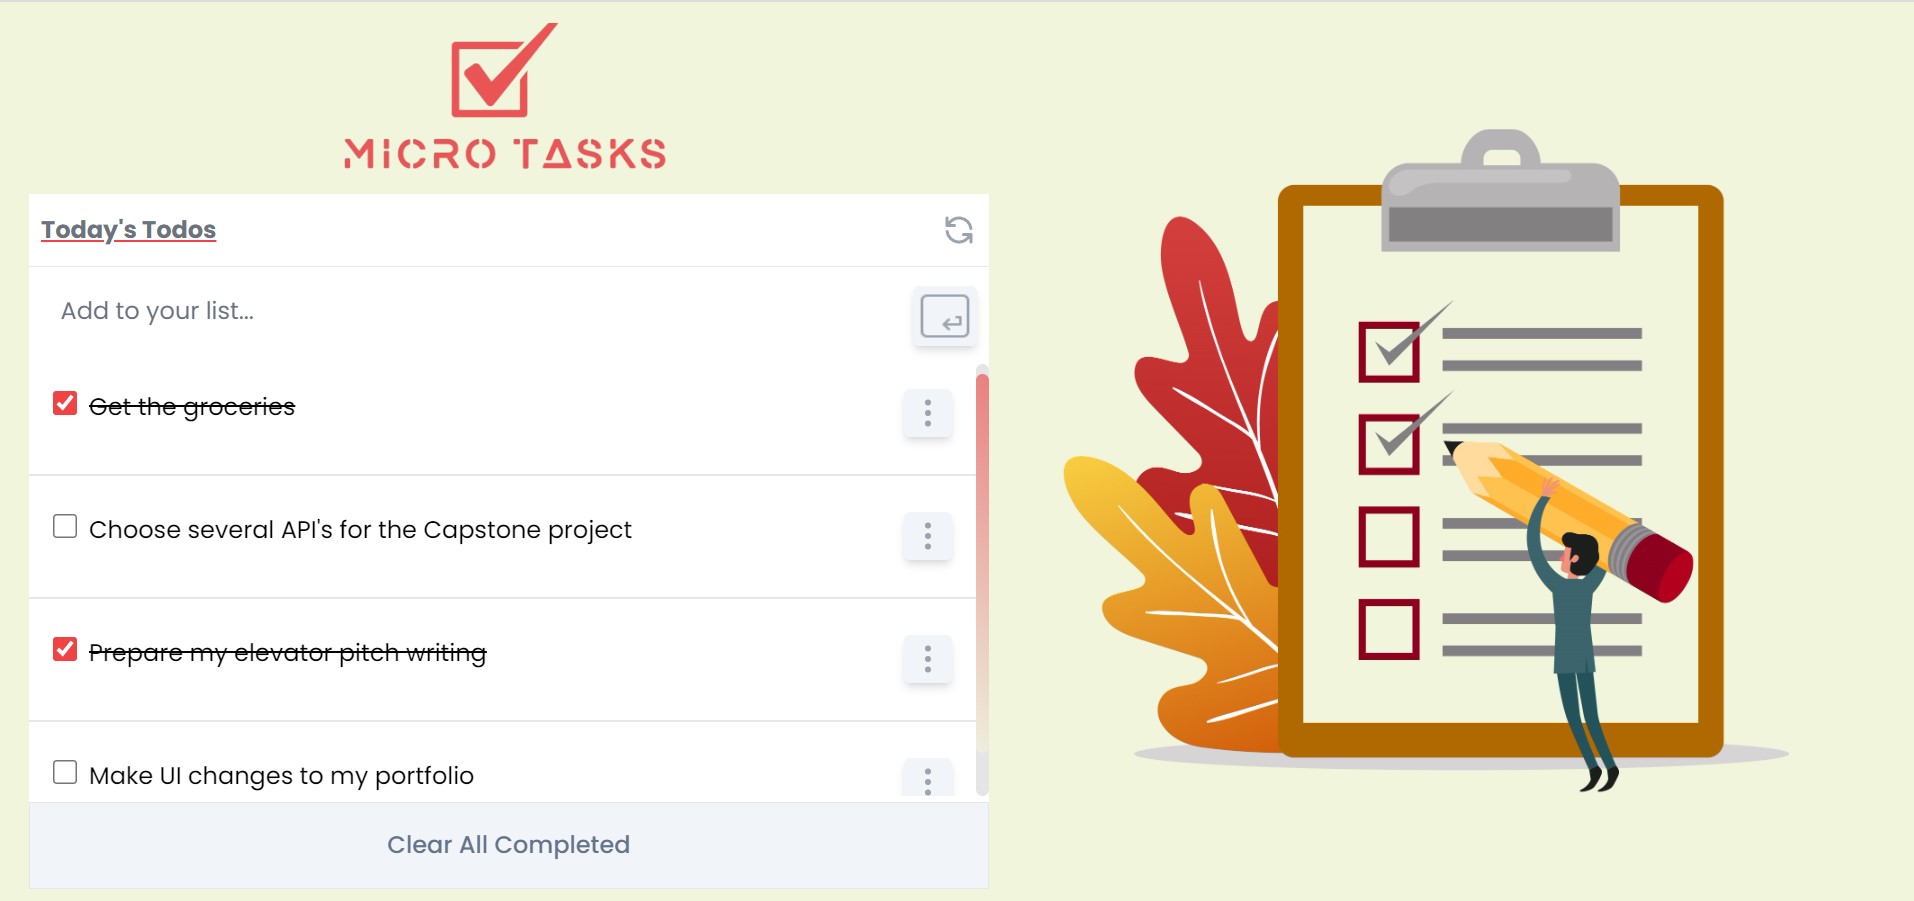 MiCRO TASKS
Today's Todos
Add to your list...
Get the groceries
Choose several API's for the Capstone project
Prepare my elevator pitch writing
Make UI changes to my portfolio
Clear All Completed